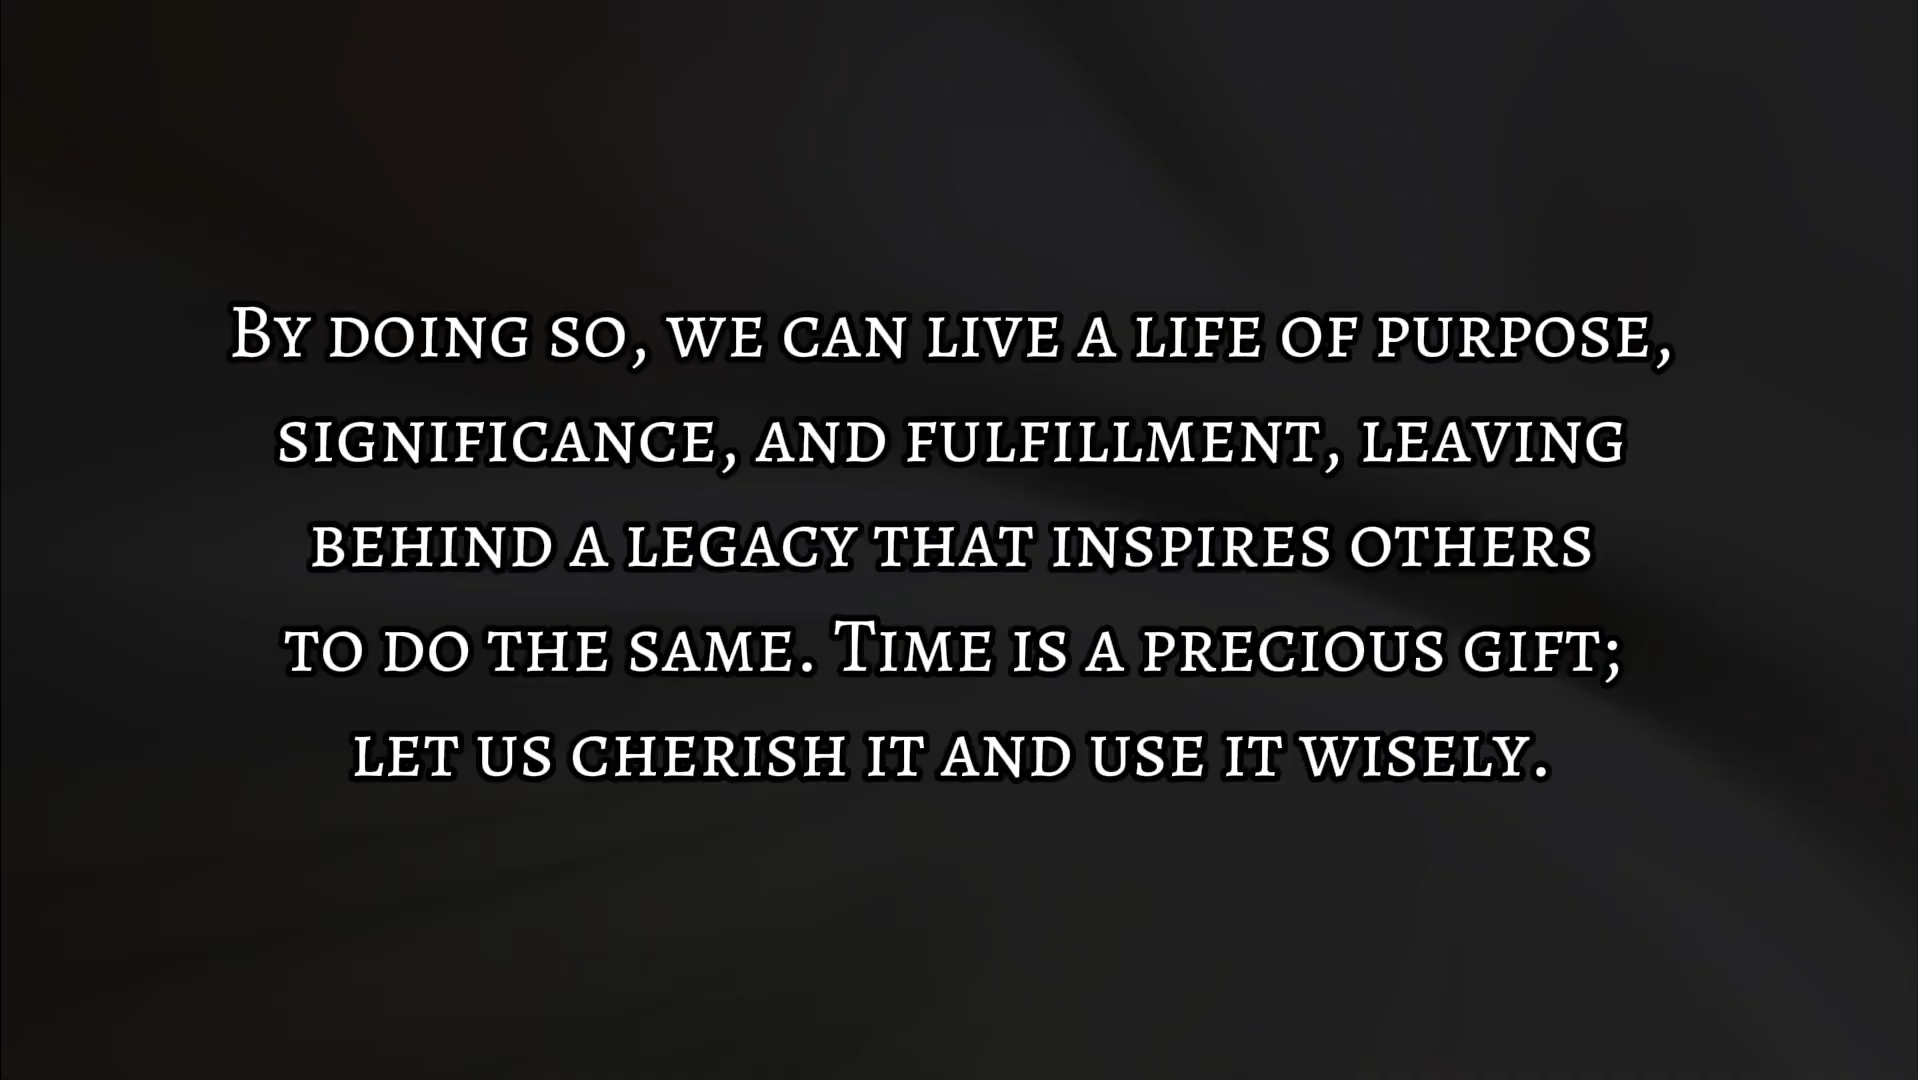 By doing so, we can live a life of purpose,
significance, and fulfillment, leaving
behind a legacy that inspires others
to do the same. Time is a precious gift;
let us cherish it and use it wisely.